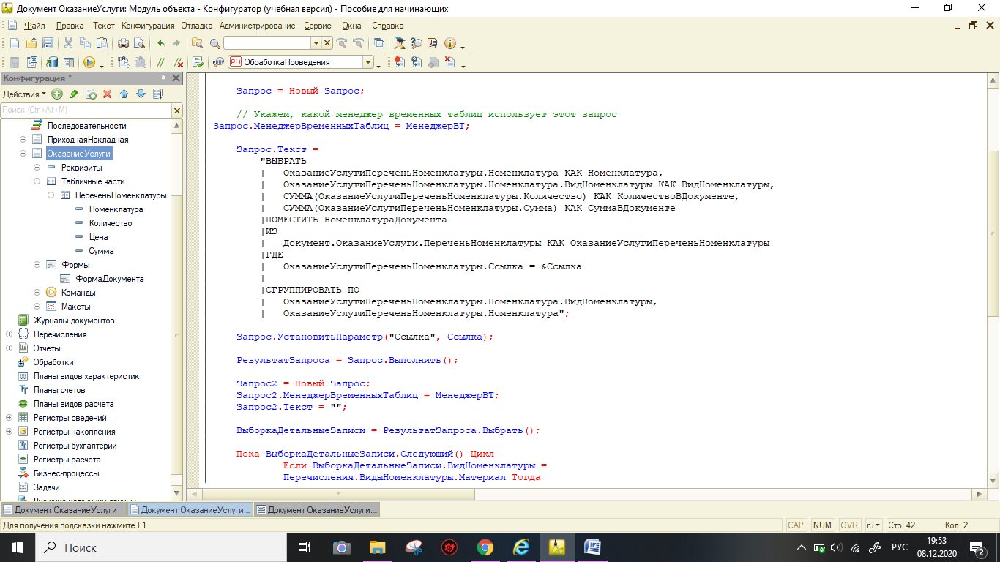 Документ ОказаниеУслуги: Модуль объекта - Конфигуратор (учебная версия) - Пособие для начинающих
Файл Правка Текст Конфигурация Отладка Администрирование Сервис Окна Справка
ОбработкаПроведения
Конфигурация *
Действия
Поиск (Ctrl+Alt+M)
Последовательности
ПриходнаяНакладная
ОказаниеУслуги
Реквизиты
Табличные части
ПереченьНоменклатуры
Номенклатура
Количество
Цена
Сумма
Формы
ФормаДокумента
Команды
Макеты
Журналы документов
Перечисления
Отчеты
Обработки
Планы видов характеристик
Планы счетов
Планы видов расчета
Регистры сведений
Регистры накопления
Регистры бухгалтерии
Регистры расчета
Бизнес-процессы
Задачи
Запрос = Новый Запрос;
// Укажем, какой менеджер временных таблиц использует этот запрос
Запрос.МенеджерВременныхТаблиц = МенеджерВТ;
Запрос.Текст =
"ВЫБРАТЬ
|   ОказаниеУслугиПереченьНоменклатуры.Номенклатура КАК Номенклатура,
|   ОказаниеУслугиПереченьНоменклатуры.Номенклатура.ВидНоменклатуры КАК ВидНоменклатуры,
|   СУММА(ОказаниеУслугиПереченьНоменклатуры.Количество) КАК КоличествоВДокументе,
|   СУММА(ОказаниеУслугиПереченьНоменклатуры.Сумма) КАК СуммаВДокументе
|ПОМЕСТИТЬ НоменклатураДокумента
|ИЗ
|   Документ.ОказаниеУслуги.ПереченьНоменклатуры КАК ОказаниеУслугиПереченьНоменклатуры
|ГДЕ
|   ОказаниеУслугиПереченьНоменклатуры.Ссылка = &Ссылка
|
|СГРУППИРОВАТЬ ПО
|   ОказаниеУслугиПереченьНоменклатуры.Номенклатура.ВидНоменклатуры,
|   ОказаниеУслугиПереченьНоменклатуры.Номенклатура";
Запрос.УстановитьПараметр("Ссылка", Ссылка);
РезультатЗапроса = Запрос.Выполнить();
Запрос2 = Новый Запрос;
Запрос2.МенеджерВременныхТаблиц = МенеджерВТ;
Запрос2.Текст = "";
ВыборкаДетальныеЗаписи = РезультатЗапроса.Выбрать();
Пока ВыборкаДетальныеЗаписи.Следующий() Цикл
Если ВыборкаДетальныеЗаписи.ВидНоменклатуры =
Перечисления.ВидыНоменклатуры.Материал Тогда
Документ ОказаниеУслуги Документ ОказаниеУслуги:... Документ ОказаниеУслуги:...
Для получения подсказки нажмите F1 CAP NUM OVR ru Стр: 42 Кол: 2
Поиск РУС 19:53
08.12.2020 2